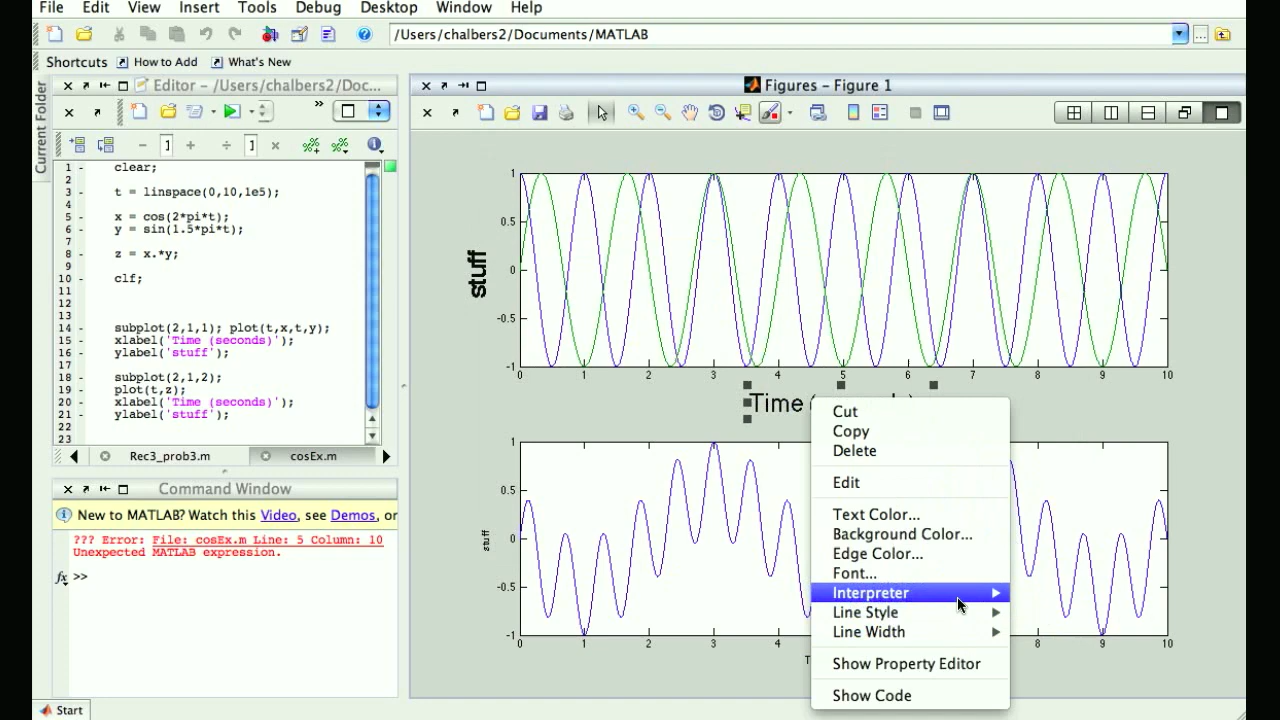 File Edit View Insert Tools Debug Desktop Window Help
/Users/chalbers2/Documents/MATLAB
Shortcuts How to Add What's New
Current Folder
Editor - /Users/chalbers2/Doc...
1 clear;
2
3 t = linspace(0,10,1e5);
4
5 x = cos(2*pi*t);
6 y = sin(1.5*pi*t);
7
8 z = x.*y;
9
10 clf;
11
12
13
14 subplot(2,1,1); plot(t,x,t,y);
15 xlabel('Time (seconds)');
16 ylabel('stuff');
17
18 subplot(2,1,2);
19 plot(t,z);
20 xlabel('Time (seconds)');
21 ylabel('stuff');
22
23
Rec3_prob3.m cosEx.m
Command Window
New to MATLAB? Watch this Video, see Demos, or
??? Error: File: cosEx.m Line: 5 Column: 10
Unexpected MATLAB expression.
fx >>
Start
Figures - Figure 1
1
0.5
0
-0.5
-1
stuff
0 1 2 3 4 5 6 7 8 9 10
Time
1
0.5
0
-0.5
-1
stuff
0 1 2 3 4 8 9 10
Cut
Copy
Delete
Edit
Text Color...
Background Color...
Edge Color...
Font...
Interpreter
Line Style
Line Width
Show Property Editor
Show Code